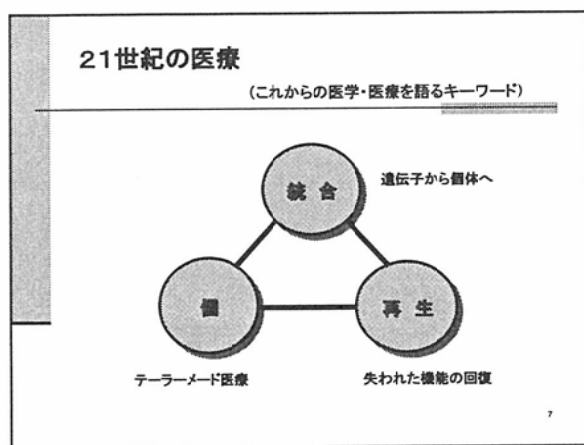 21世紀の医療
(これからの医学・医療を語るキーワード)
統合
遺伝子から個体へ
個
再生
テーラーメード医療
失われた機能の回復
7